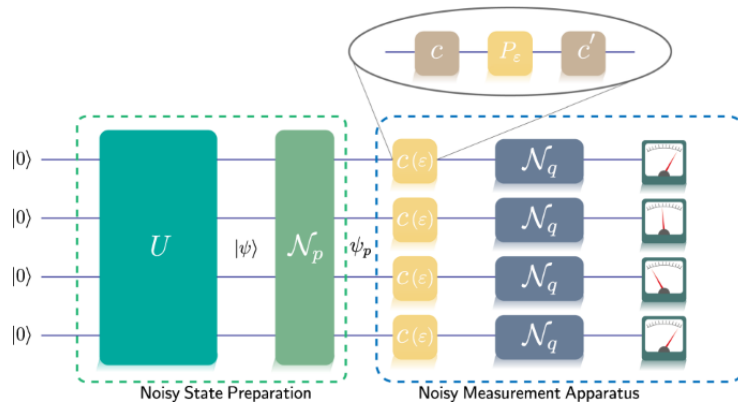 c P_ε c′
|0⟩ c(ε) 𝒩_q
|0⟩ c(ε) 𝒩_q
U |ψ⟩ 𝒩_p ψ_p
|0⟩ c(ε) 𝒩_q
|0⟩ c(ε) 𝒩_q
Noisy State Preparation Noisy Measurement Apparatus